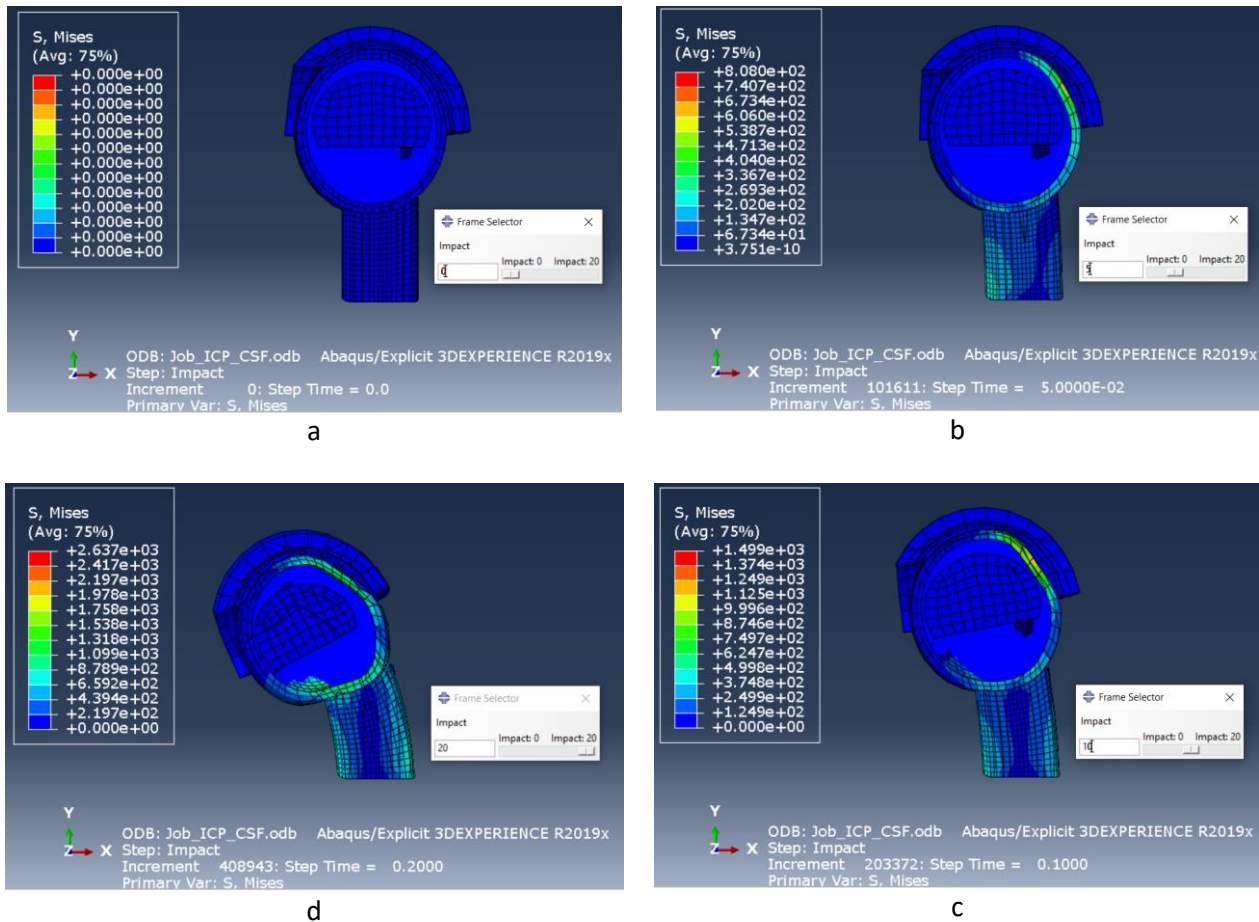 S, Mises
(Avg: 75%)
+0.000e+00
+0.000e+00
+0.000e+00
+0.000e+00
+0.000e+00
+0.000e+00
+0.000e+00
+0.000e+00
+0.000e+00
+0.000e+00
+0.000e+00
+0.000e+00
+0.000e+00
Frame Selector
Impact
Impact: 0 Impact: 20
0
Y
Z X
ODB: Job_ICP_CSF.odb Abaqus/Explicit 3DEXPERIENCE R2019x
Step: Impact
Increment 0: Step Time = 0.0
Primary Var: S, Mises
a
S, Mises
(Avg: 75%)
+8.080e+02
+7.407e+02
+6.734e+02
+6.060e+02
+5.387e+02
+4.713e+02
+4.040e+02
+3.367e+02
+2.693e+02
+2.020e+02
+1.347e+02
+6.734e+01
+3.751e-10
Frame Selector
Impact
Impact: 0 Impact: 20
5
Y
Z X
ODB: Job_ICP_CSF.odb Abaqus/Explicit 3DEXPERIENCE R2019x
Step: Impact
Increment 101611: Step Time = 5.0000E-02
Primary Var: S, Mises
b
S, Mises
(Avg: 75%)
+2.637e+03
+2.417e+03
+2.197e+03
+1.978e+03
+1.758e+03
+1.538e+03
+1.318e+03
+1.099e+03
+8.789e+02
+6.592e+02
+4.394e+02
+2.197e+02
+0.000e+00
Frame Selector
Impact
Impact: 0 Impact: 20
20
Y
Z X
ODB: Job_ICP_CSF.odb Abaqus/Explicit 3DEXPERIENCE R2019x
Step: Impact
Increment 408943: Step Time = 0.2000
Primary Var: S, Mises
d
S, Mises
(Avg: 75%)
+1.499e+03
+1.374e+03
+1.249e+03
+1.125e+03
+9.996e+02
+8.746e+02
+7.497e+02
+6.247e+02
+4.998e+02
+3.748e+02
+2.499e+02
+1.249e+02
+0.000e+00
Frame Selector
Impact
Impact: 0 Impact: 20
10
Y
Z X
ODB: Job_ICP_CSF.odb Abaqus/Explicit 3DEXPERIENCE R2019x
Step: Impact
Increment 203372: Step Time = 0.1000
Primary Var: S, Mises
c